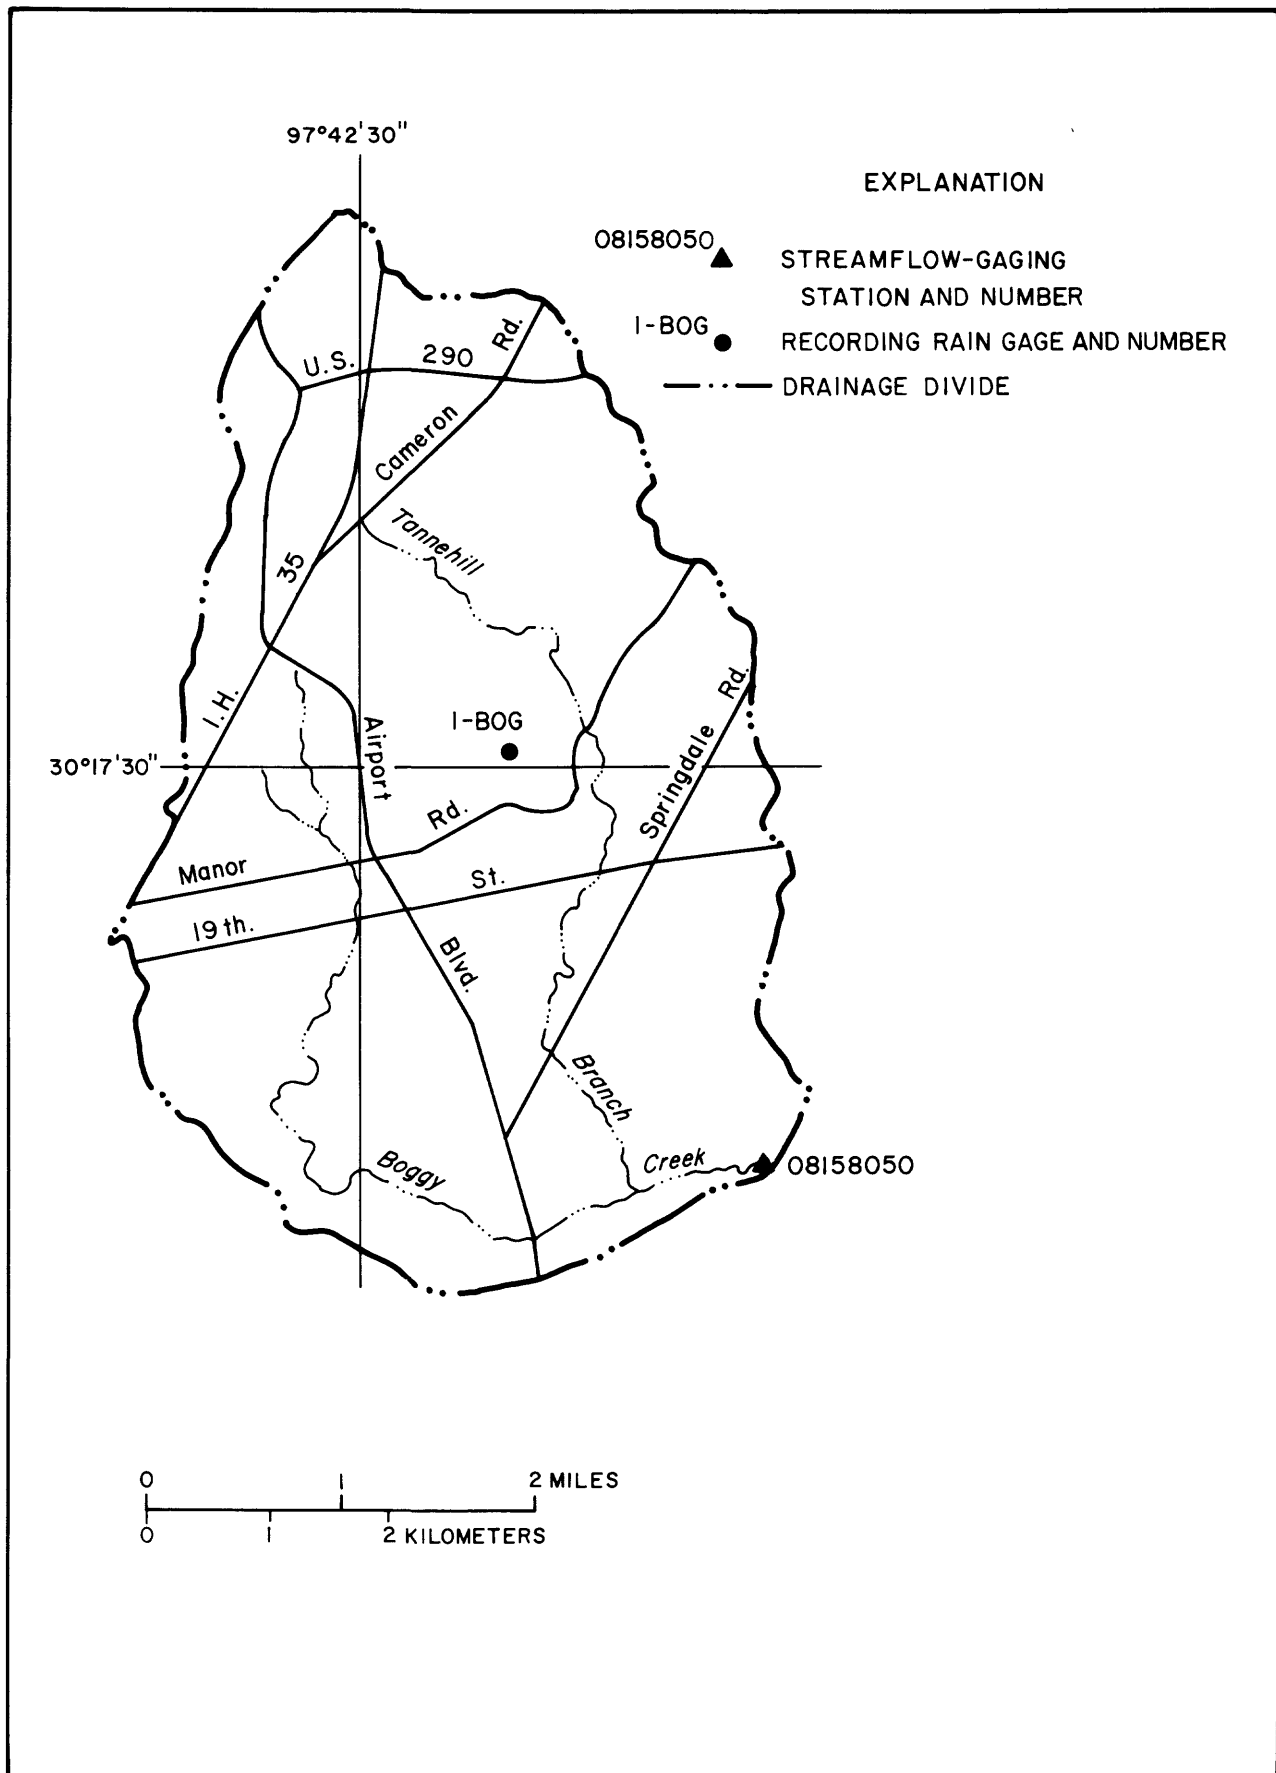 97°42'30"
EXPLANATION
08158050
STREAMFLOW-GAGING
STATION AND NUMBER
1-BOG
RECORDING RAIN GAGE AND NUMBER
DRAINAGE DIVIDE
U.S. 290
Cameron Rd.
Tannehill
I.H. 35
Springdale Rd.
1-BOG
Airport
30°17'30"
Manor Rd.
19th. St.
Blvd.
Branch
Boggy Creek
08158050
0 1 2 MILES
0 1 2 KILOMETERS